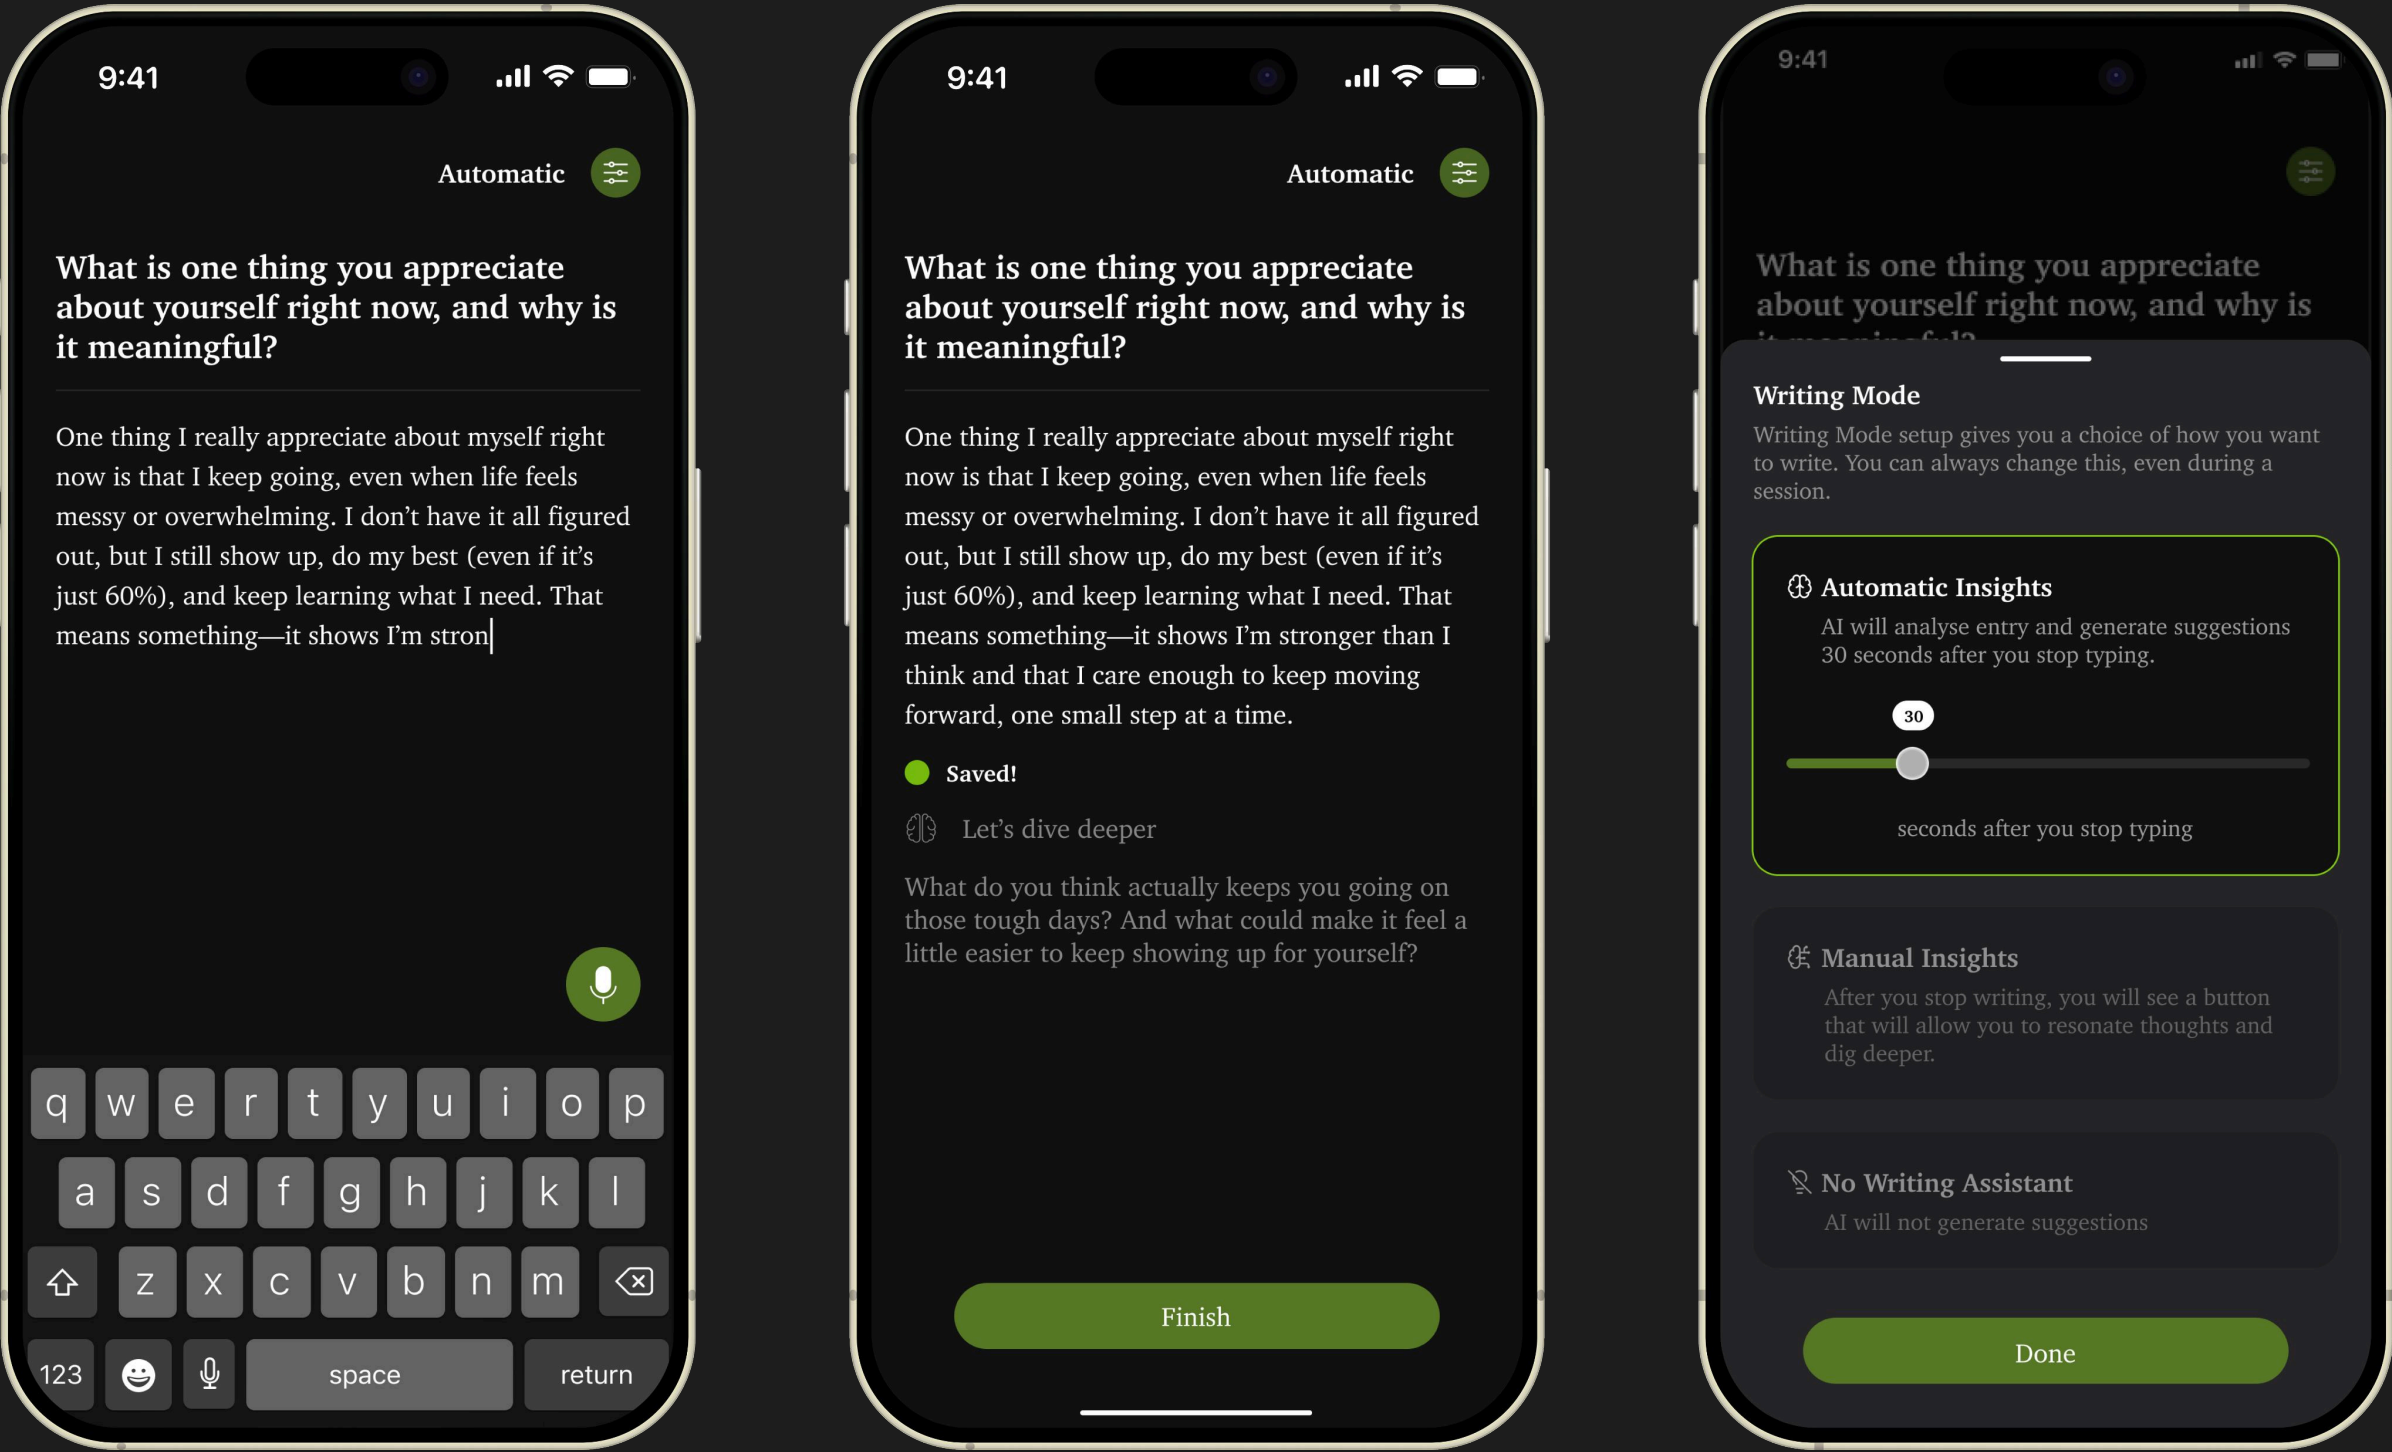 9:41
Automatic
What is one thing you appreciate
about yourself right now, and why is
it meaningful?
One thing I really appreciate about myself right
now is that I keep going, even when life feels
messy or overwhelming. I don’t have it all figured
out, but I still show up, do my best (even if it’s
just 60%), and keep learning what I need. That
means something—it shows I’m stron
q w e r t y u i o p
a s d f g h j k l
z x c v b n m
123 space return
9:41
Automatic
What is one thing you appreciate
about yourself right now, and why is
it meaningful?
One thing I really appreciate about myself right
now is that I keep going, even when life feels
messy or overwhelming. I don’t have it all figured
out, but I still show up, do my best (even if it’s
just 60%), and keep learning what I need. That
means something—it shows I’m stronger than I
think and that I care enough to keep moving
forward, one small step at a time.
Saved!
Let’s dive deeper
What do you think actually keeps you going on
those tough days? And what could make it feel a
little easier to keep showing up for yourself?
Finish
9:41
What is one thing you appreciate
about yourself right now, and why is
it meaningful?
Writing Mode
Writing Mode setup gives you a choice of how you want
to write. You can always change this, even during a
session.
Automatic Insights
AI will analyse entry and generate suggestions
30 seconds after you stop typing.
30
seconds after you stop typing
Manual Insights
After you stop writing, you will see a button
that will allow you to resonate thoughts and
dig deeper.
No Writing Assistant
AI will not generate suggestions
Done